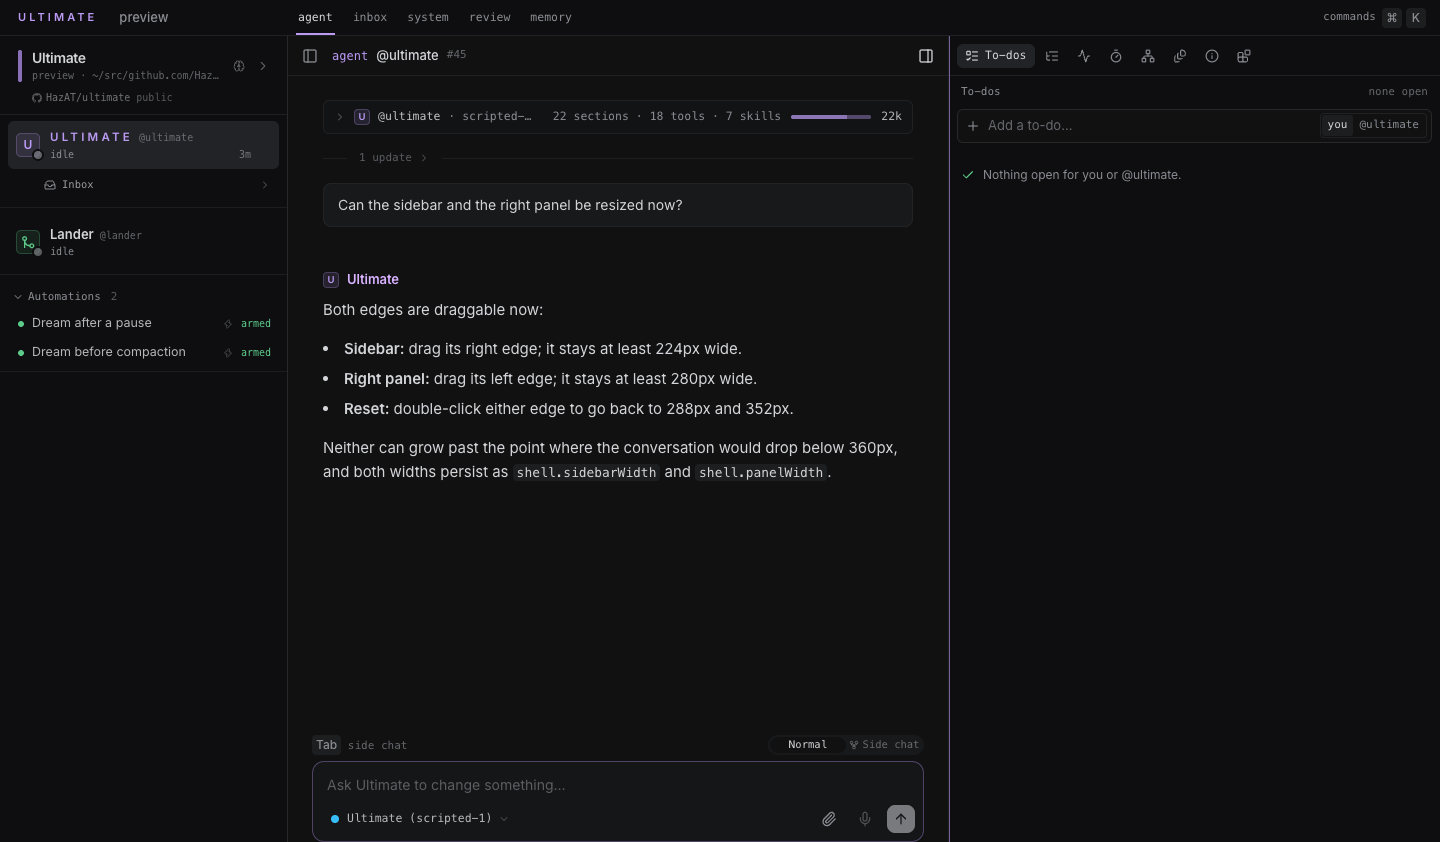 ULTIMATE preview agent inbox system review memory commands ⌘ K
Ultimate
preview · ~/src/github.com/Haz…
HazAT/ultimate public
U ULTIMATE @ultimate
idle 3m
Inbox
Lander @lander
idle
Automations 2
Dream after a pause armed
Dream before compaction armed
agent @ultimate #45
U @ultimate · scripted-… 22 sections · 18 tools · 7 skills 22k
1 update
Can the sidebar and the right panel be resized now?
U Ultimate
Both edges are draggable now:
• Sidebar: drag its right edge; it stays at least 224px wide.
• Right panel: drag its left edge; it stays at least 280px wide.
• Reset: double-click either edge to go back to 288px and 352px.
Neither can grow past the point where the conversation would drop below 360px,
and both widths persist as shell.sidebarWidth and shell.panelWidth.
Tab side chat Normal Side chat
Ask Ultimate to change something...
Ultimate (scripted-1)
To-dos
To-dos none open
Add a to-do... you @ultimate
Nothing open for you or @ultimate.